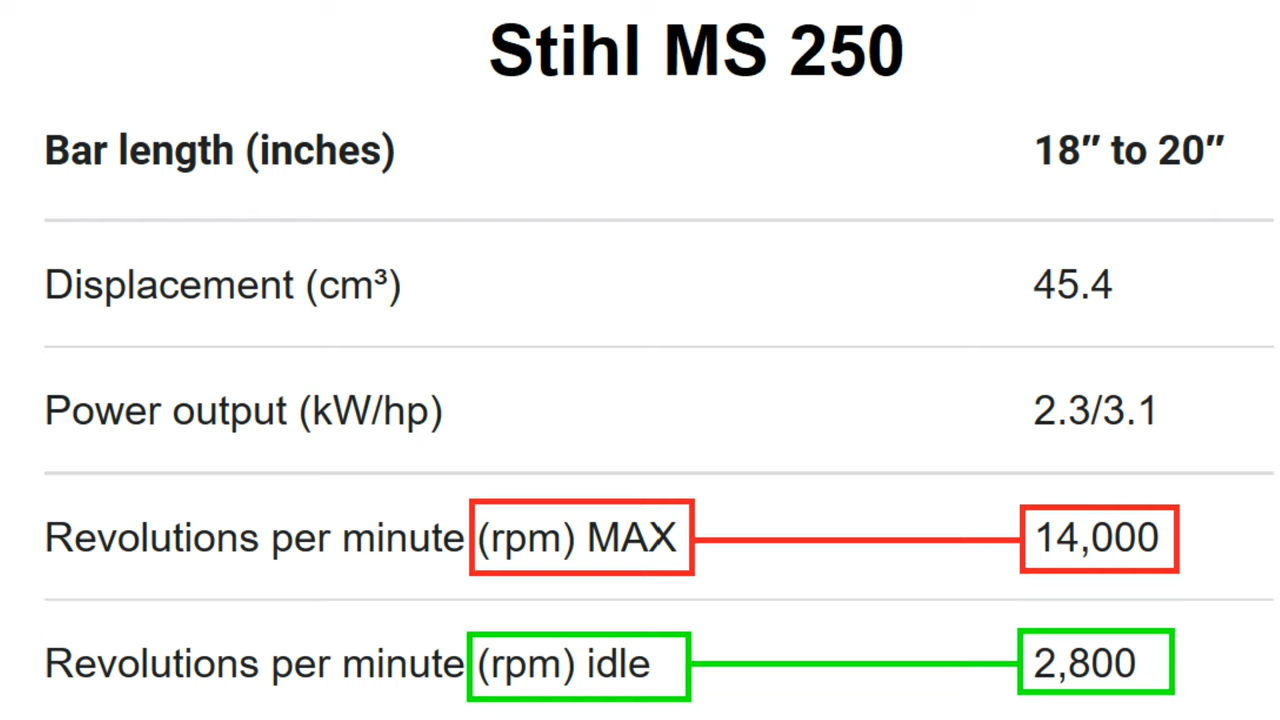 Stihl MS 250
Bar length (inches) 18″ to 20″
Displacement (cm³) 45.4
Power output (kW/hp) 2.3/3.1
Revolutions per minute (rpm) MAX 14,000
Revolutions per minute (rpm) idle 2,800